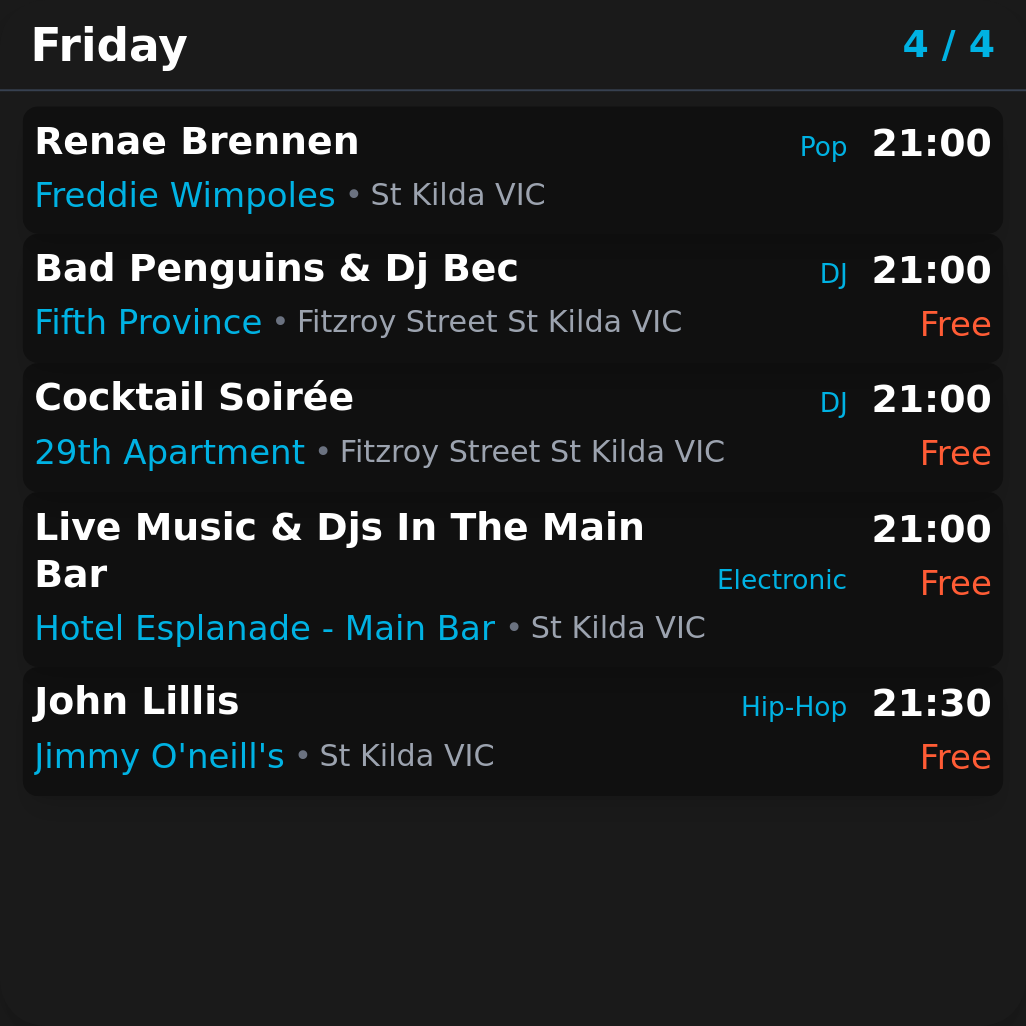 Friday 4 / 4
Renae Brennen Pop 21:00
Freddie Wimpoles • St Kilda VIC
Bad Penguins & Dj Bec DJ 21:00
Fifth Province • Fitzroy Street St Kilda VIC Free
Cocktail Soirée DJ 21:00
29th Apartment • Fitzroy Street St Kilda VIC Free
Live Music & Djs In The Main 21:00
Bar Electronic Free
Hotel Esplanade - Main Bar • St Kilda VIC
John Lillis Hip-Hop 21:30
Jimmy O'neill's • St Kilda VIC Free